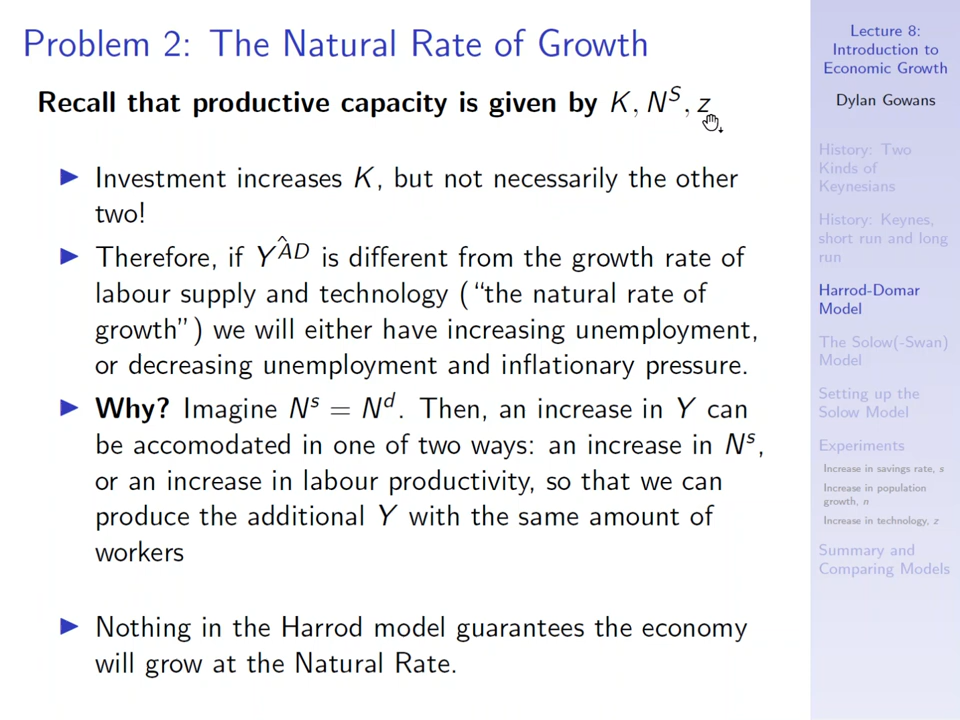 Problem 2: The Natural Rate of Growth
Recall that productive capacity is given by K, N^S, z
▶ Investment increases K, but not necessarily the other
two!
▶ Therefore, if Y^ÂD is different from the growth rate of
labour supply and technology (“the natural rate of
growth”) we will either have increasing unemployment,
or decreasing unemployment and inflationary pressure.
▶ Why? Imagine N^s = N^d. Then, an increase in Y can
be accomodated in one of two ways: an increase in N^s,
or an increase in labour productivity, so that we can
produce the additional Y with the same amount of
workers
▶ Nothing in the Harrod model guarantees the economy
will grow at the Natural Rate.
Lecture 8:
Introduction to
Economic Growth
Dylan Gowans
History: Two
Kinds of
Keynesians
History: Keynes,
short run and long
run
Harrod-Domar
Model
The Solow(-Swan)
Model
Setting up the
Solow Model
Experiments
Increase in savings rate, s
Increase in population
growth, n
Increase in technology, z
Summary and
Comparing Models